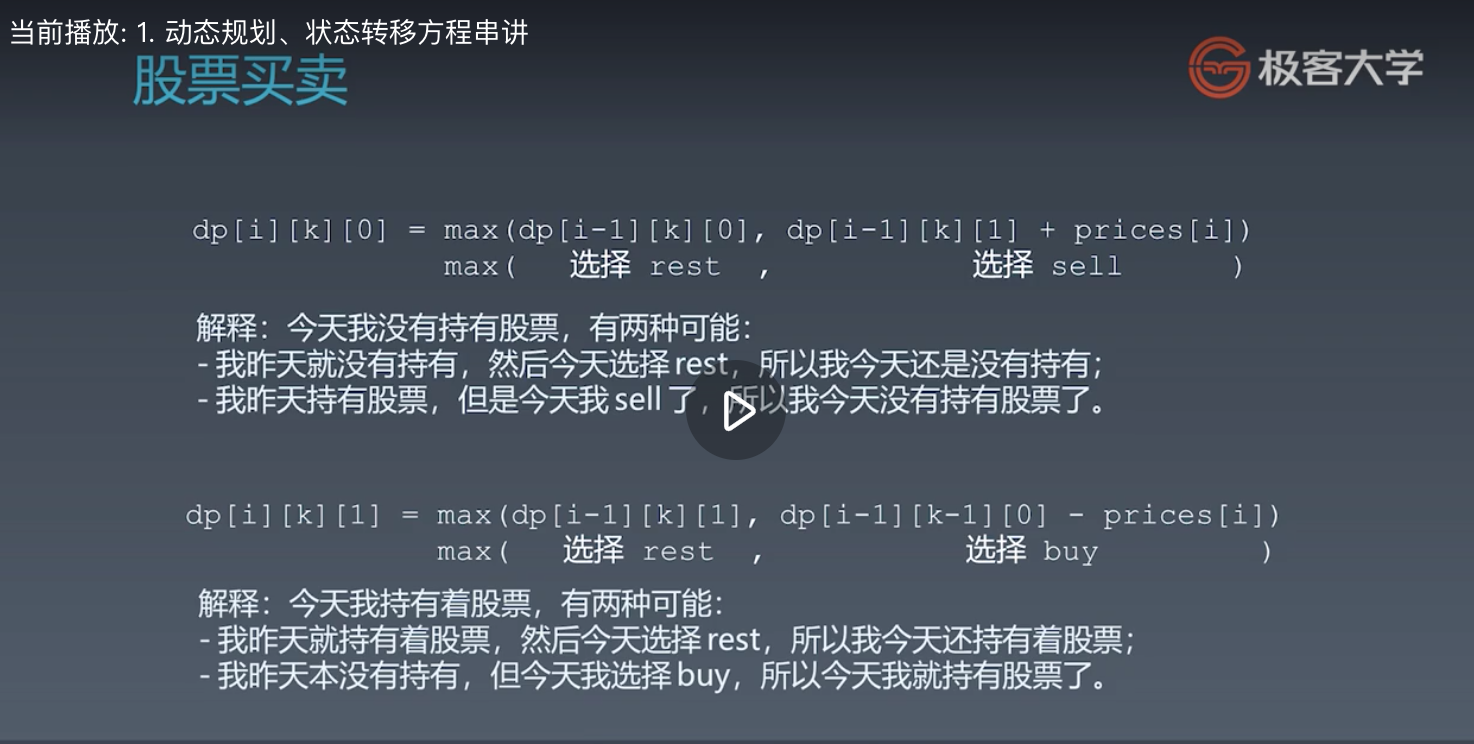 当前播放: 1. 动态规划、状态转移方程串讲
股票买卖
极客大学
dp[i][k][0] = max(dp[i-1][k][0], dp[i-1][k][1] + prices[i])
max( 选择 rest , 选择 sell )
解释：今天我没有持有股票，有两种可能：
- 我昨天就没有持有，然后今天选择 rest，所以我今天还是没有持有；
- 我昨天持有股票，但是今天我 sell 了，所以我今天没有持有股票了。
dp[i][k][1] = max(dp[i-1][k][1], dp[i-1][k-1][0] - prices[i])
max( 选择 rest , 选择 buy )
解释：今天我持有着股票，有两种可能：
- 我昨天就持有着股票，然后今天选择 rest，所以我今天还持有着股票；
- 我昨天本没有持有，但今天我选择 buy，所以今天我就持有股票了。